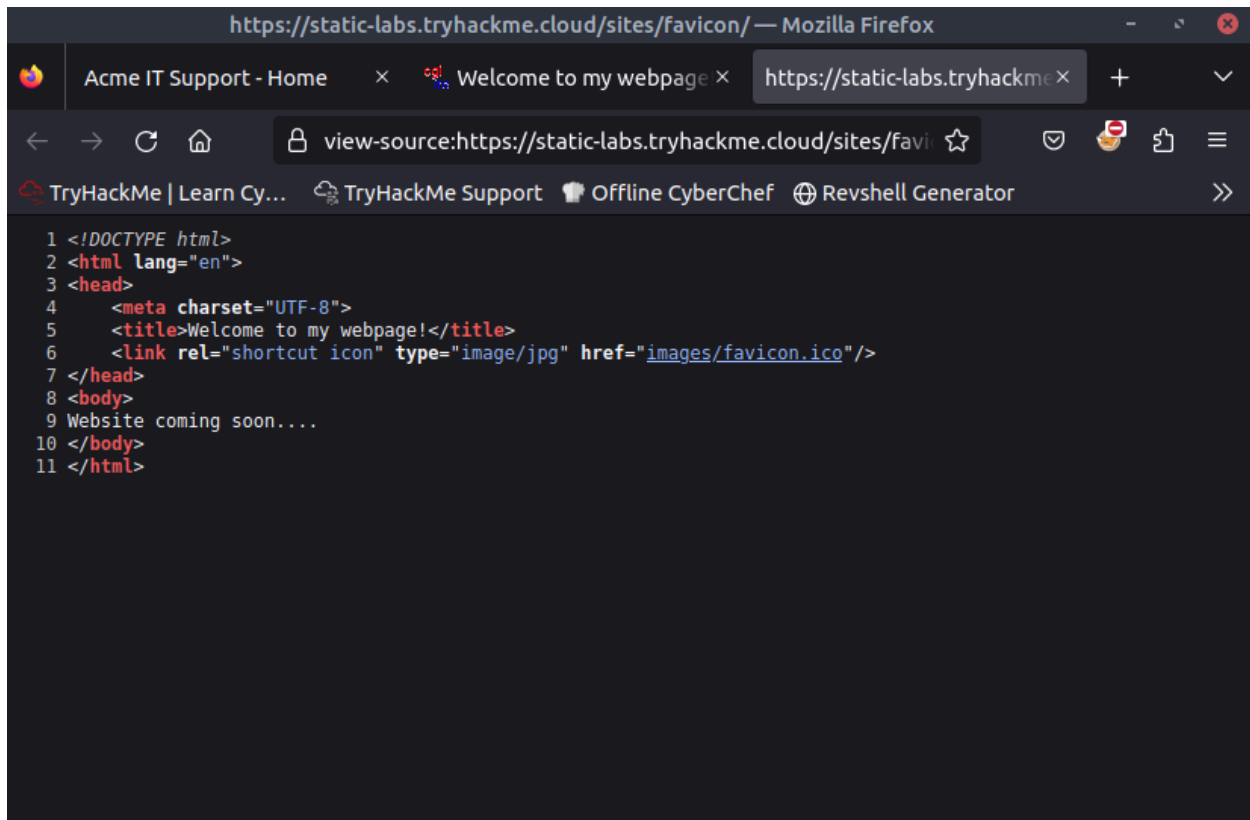 https://static-labs.tryhackme.cloud/sites/favicon/ — Mozilla Firefox
Acme IT Support - Home
cgi
Welcome to my webpage!
https://static-labs.tryhackme
view-source:https://static-labs.tryhackme.cloud/sites/favi
TryHackMe | Learn Cy...
TryHackMe Support
Offline CyberChef
Revshell Generator
1 <!DOCTYPE html>
2 <html lang="en">
3 <head>
4     <meta charset="UTF-8">
5     <title>Welcome to my webpage!</title>
6     <link rel="shortcut icon" type="image/jpg" href="images/favicon.ico"/>
7 </head>
8 <body>
9 Website coming soon....
10 </body>
11 </html>